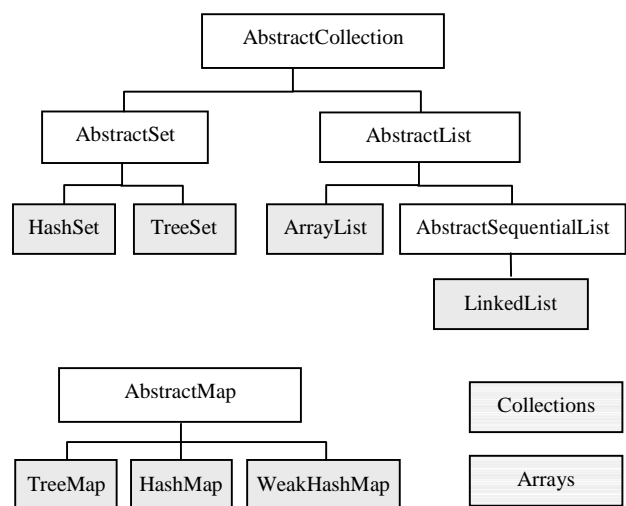 AbstractCollection
AbstractSet
AbstractList
HashSet
TreeSet
ArrayList
AbstractSequentialList
LinkedList
AbstractMap
Collections
TreeMap
HashMap
WeakHashMap
Arrays